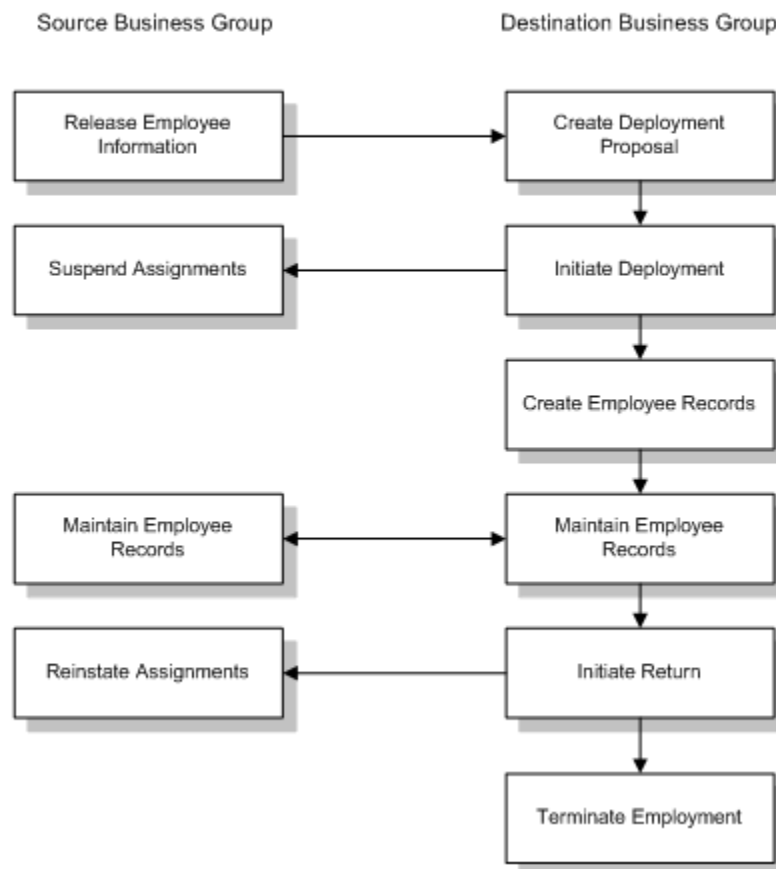 Source Business Group
Destination Business Group
Release Employee
Information
Create Deployment
Proposal
Suspend Assignments
Initiate Deployment
Create Employee Records
Maintain Employee
Records
Maintain Employee
Records
Reinstate Assignments
Initiate Return
Terminate Employment